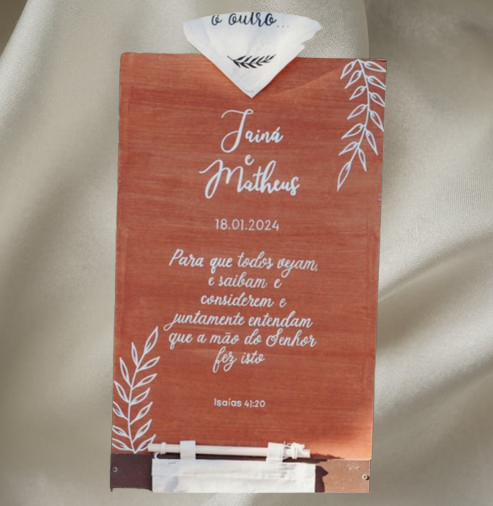 o outro...
Jainá
e
Matheus
18.01.2024
Para que todos vejam,
e saibam e
considerem e
juntamente entendam
que a mão do Senhor
fez isto
Isaías 41:20